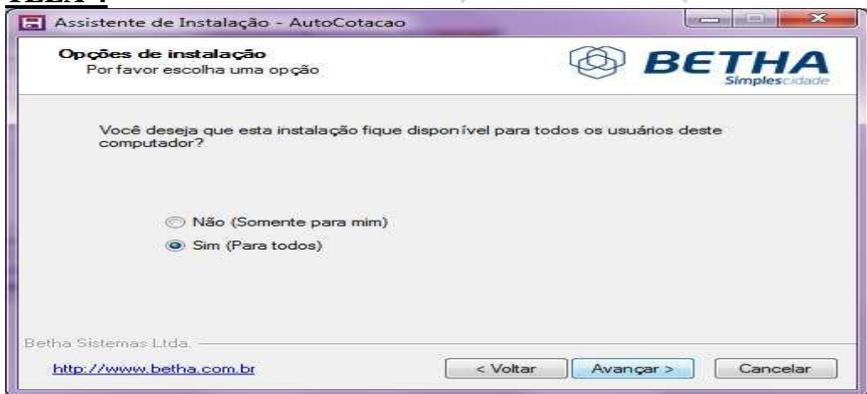 Assistente de Instalação - AutoCotacao
Opções de instalação
Por favor escolha uma opção
BETHA
Simplescidade
Você deseja que esta instalação fique disponível para todos os usuários deste
computador?
Não (Somente para mim)
Sim (Para todos)
Betha Sistemas Ltda.
http://www.betha.com.br
< Voltar
Avançar >
Cancelar